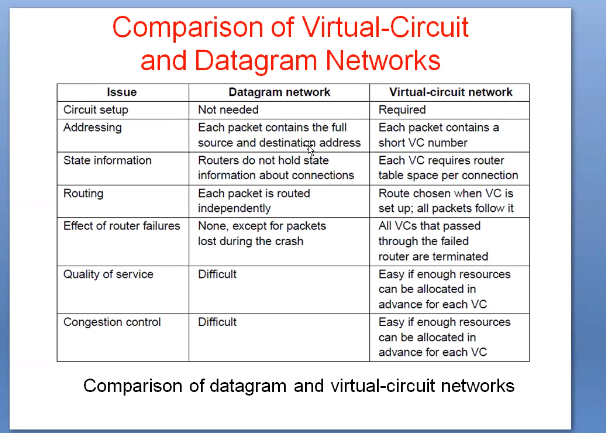 Comparison of Virtual-Circuit
and Datagram Networks
Issue Datagram network Virtual-circuit network
Circuit setup Not needed Required
Addressing Each packet contains the full Each packet contains a
source and destination address short VC number
State information Routers do not hold state Each VC requires router
information about connections table space per connection
Routing Each packet is routed Route chosen when VC is
independently set up; all packets follow it
Effect of router failures None, except for packets All VCs that passed
lost during the crash through the failed
router are terminated
Quality of service Difficult Easy if enough resources
can be allocated in
advance for each VC
Congestion control Difficult Easy if enough resources
can be allocated in
advance for each VC
Comparison of datagram and virtual-circuit networks